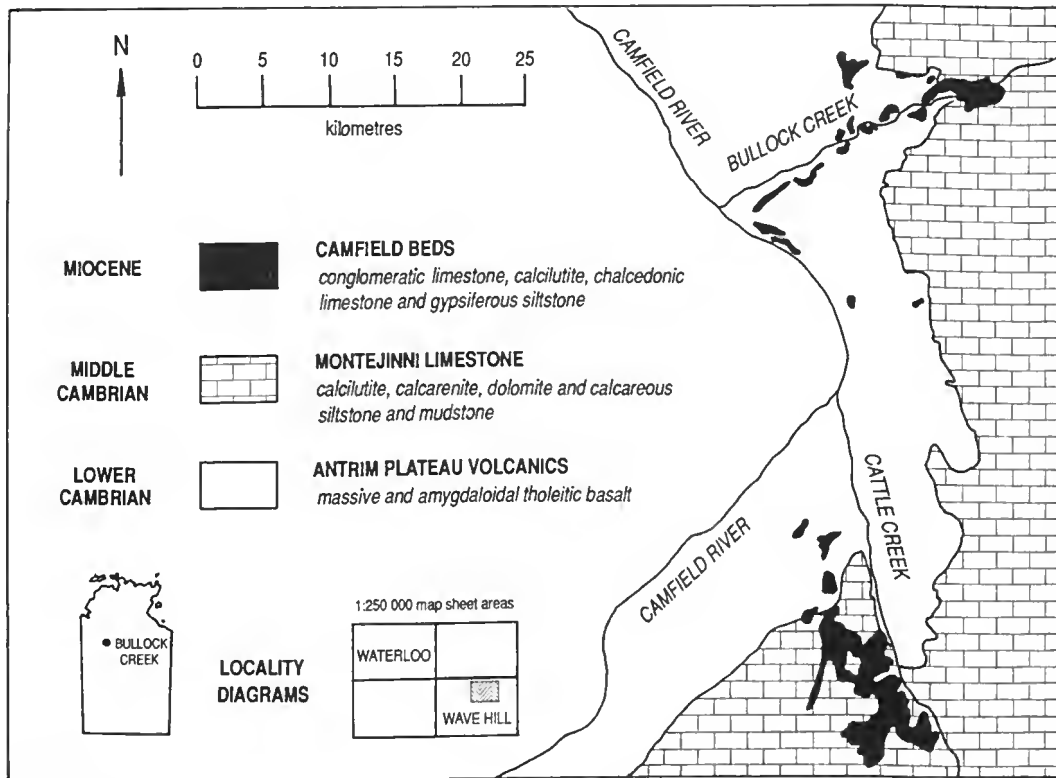 N
0 5 10 15 20 25
kilometres
CAMFIELD RIVER
BULLOCK CREEK
MIOCENE
CAMFIELD BEDS
conglomeratic limestone, calcilutite, chalcedonic
limestone and gypsiferous siltstone
MIDDLE
CAMBRIAN
MONTEJINNI LIMESTONE
calcilutite, calcarenite, dolomite and calcareous
siltstone and mudstone
LOWER
CAMBRIAN
ANTRIM PLATEAU VOLCANICS
massive and amygdaloidal tholeitic basalt
CATTLE CREEK
CAMFIELD RIVER
BULLOCK
CREEK
LOCALITY
DIAGRAMS
1:250 000 map sheet areas
WATERLOO
WAVE HILL